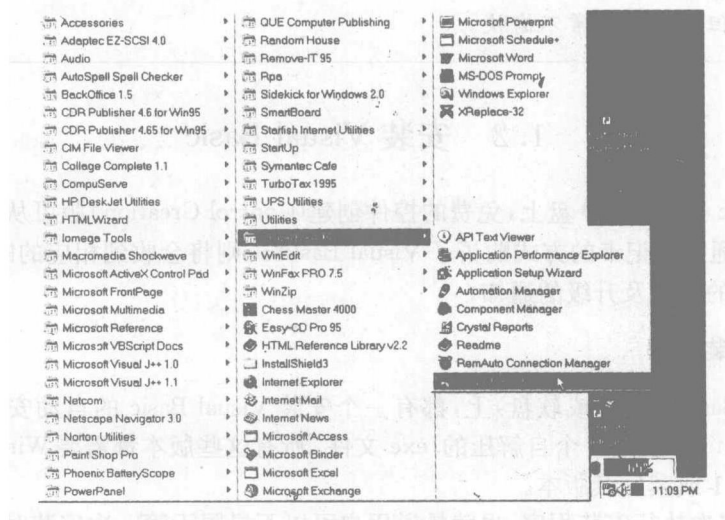 Accessories
Adaptec EZ-SCSI 4.0
Audio
AutoSpell Spell Checker
BackOffice 1.5
CDR Publisher 4.6 for Win95
CDR Publisher 4.65 for Win95
CIM File Viewer
Collage Complete 1.1
CompuServe
HP DeskJet Utilities
HTMLWizard
Image Tools
Macromedia Shockwave
Microsoft ActiveX Control Pad
Microsoft FrontPage
Microsoft Multimedia
Microsoft Reference
Microsoft VBScript Docs
Microsoft Visual J++ 1.0
Microsoft Visual J++ 1.1
Netcom
Netscape Navigator 3.0
Norton Utilities
Paint Shop Pro
Phoenix BatteryScope
PowerPanel
QUE Computer Publishing
Random House
Remove-IT 95
Rpa
Sidekick for Windows 2.0
SmartBoard
Starfish Internet Utilities
StartUp
Symantec Cafe
TurboTax 1995
UPS Utilities
Utilities
WinEdit
WinFax PRO 7.5
WinZip
Chess Master 4000
Easy-CD Pro 95
HTML Reference Library v2.2
InstallShield3
Internet Explorer
Internet Mail
Internet News
Microsoft Access
Microsoft Binder
Microsoft Excel
Microsoft Exchange
Microsoft Powerpnt
Microsoft Schedule+
Microsoft Word
MS-DOS Prompt
Windows Explorer
XReplace-32
API Text Viewer
Application Performance Explorer
Application Setup Wizard
Automation Manager
Component Manager
Crystal Reports
Readme
RemAuto Connection Manager
11:09 PM